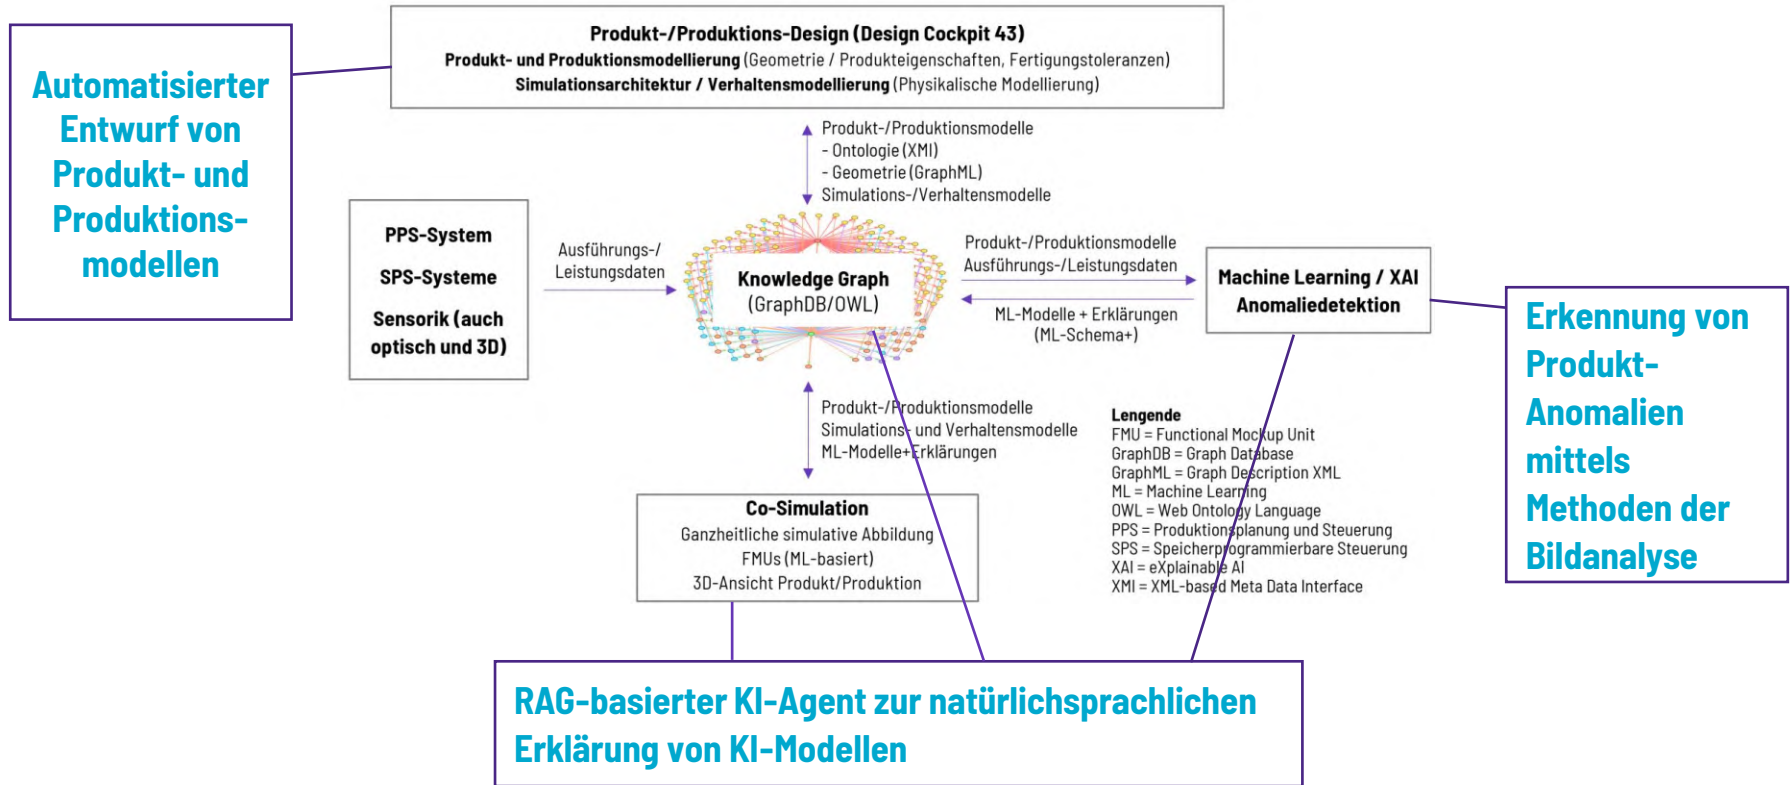 Automatisierter
Entwurf von
Produkt- und
Produktions-
modellen
Produkt-/Produktions-Design (Design Cockpit 43)
Produkt- und Produktionsmodellierung (Geometrie / Produkteigenschaften, Fertigungstoleranzen)
Simulationsarchitektur / Verhaltensmodellierung (Physikalische Modellierung)
Produkt-/Produktionsmodelle
- Ontologie (XMI)
- Geometrie (GraphML)
Simulations-/Verhaltensmodelle
PPS-System
SPS-Systeme
Sensorik (auch
optisch und 3D)
Ausführungs-/
Leistungsdaten
Knowledge Graph
(GraphDB/OWL)
Produkt-/Produktionsmodelle
Ausführungs-/Leistungsdaten
ML-Modelle + Erklärungen
(ML-Schema+)
Machine Learning / XAI
Anomaliedetektion
Erkennung von
Produkt-
Anomalien
mittels
Methoden der
Bildanalyse
Produkt-/Produktionsmodelle
Simulations- und Verhaltensmodelle
ML-Modelle+Erklärungen
Lengende
FMU = Functional Mockup Unit
GraphDB = Graph Database
GraphML = Graph Description XML
ML = Machine Learning
OWL = Web Ontology Language
PPS = Produktionsplanung und Steuerung
SPS = Speicherprogrammierbare Steuerung
XAI = eXplainable AI
XMI = XML-based Meta Data Interface
Co-Simulation
Ganzheitliche simulative Abbildung
FMUs (ML-basiert)
3D-Ansicht Produkt/Produktion
RAG-basierter KI-Agent zur natürlichsprachlichen
Erklärung von KI-Modellen